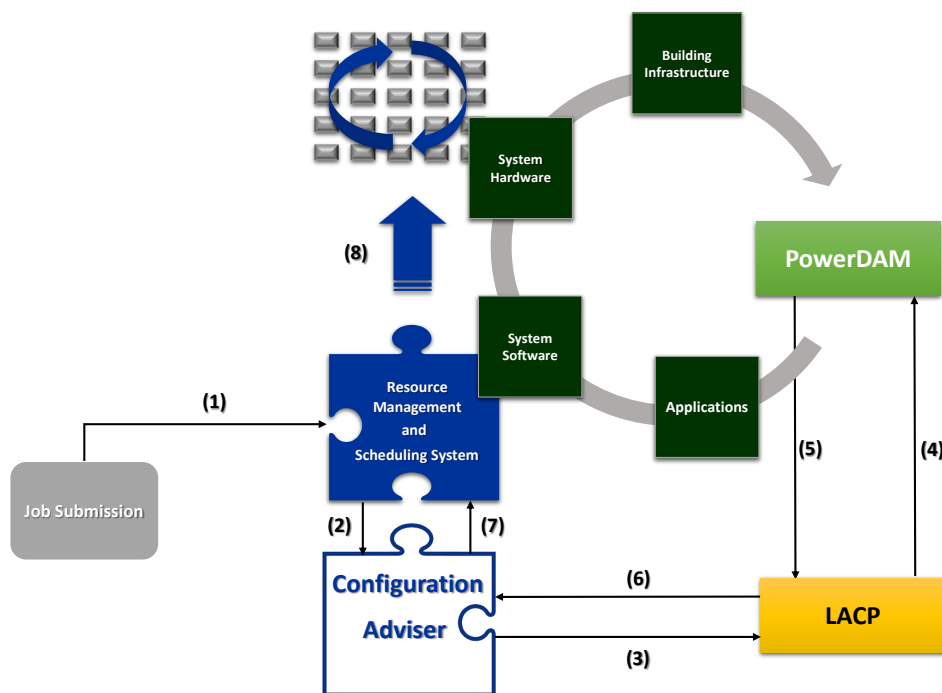 Building
Infrastructure
System
Hardware
(8)
PowerDAM
System
Software
Resource
Management
and
Scheduling System
Applications
(1)
(5)
(4)
Job Submission
(2)
(7)
Configuration
Adviser
(6)
LACP
(3)